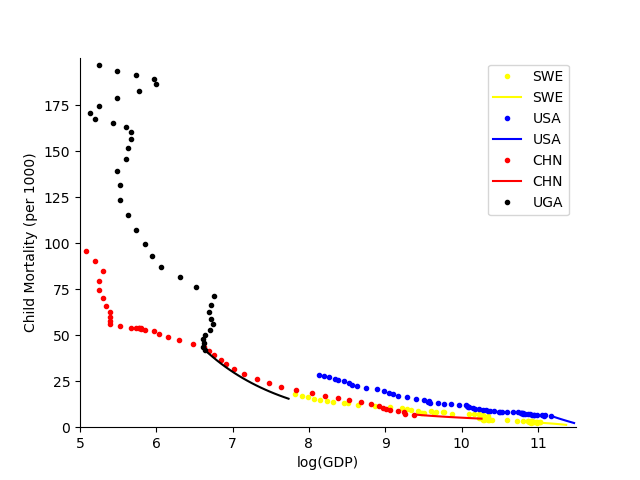 SWE
SWE
USA
USA
CHN
CHN
UGA
Child Mortality (per 1000)
175
150
125
100
75
50
25
0
5 6 7 8 9 10 11
log(GDP)